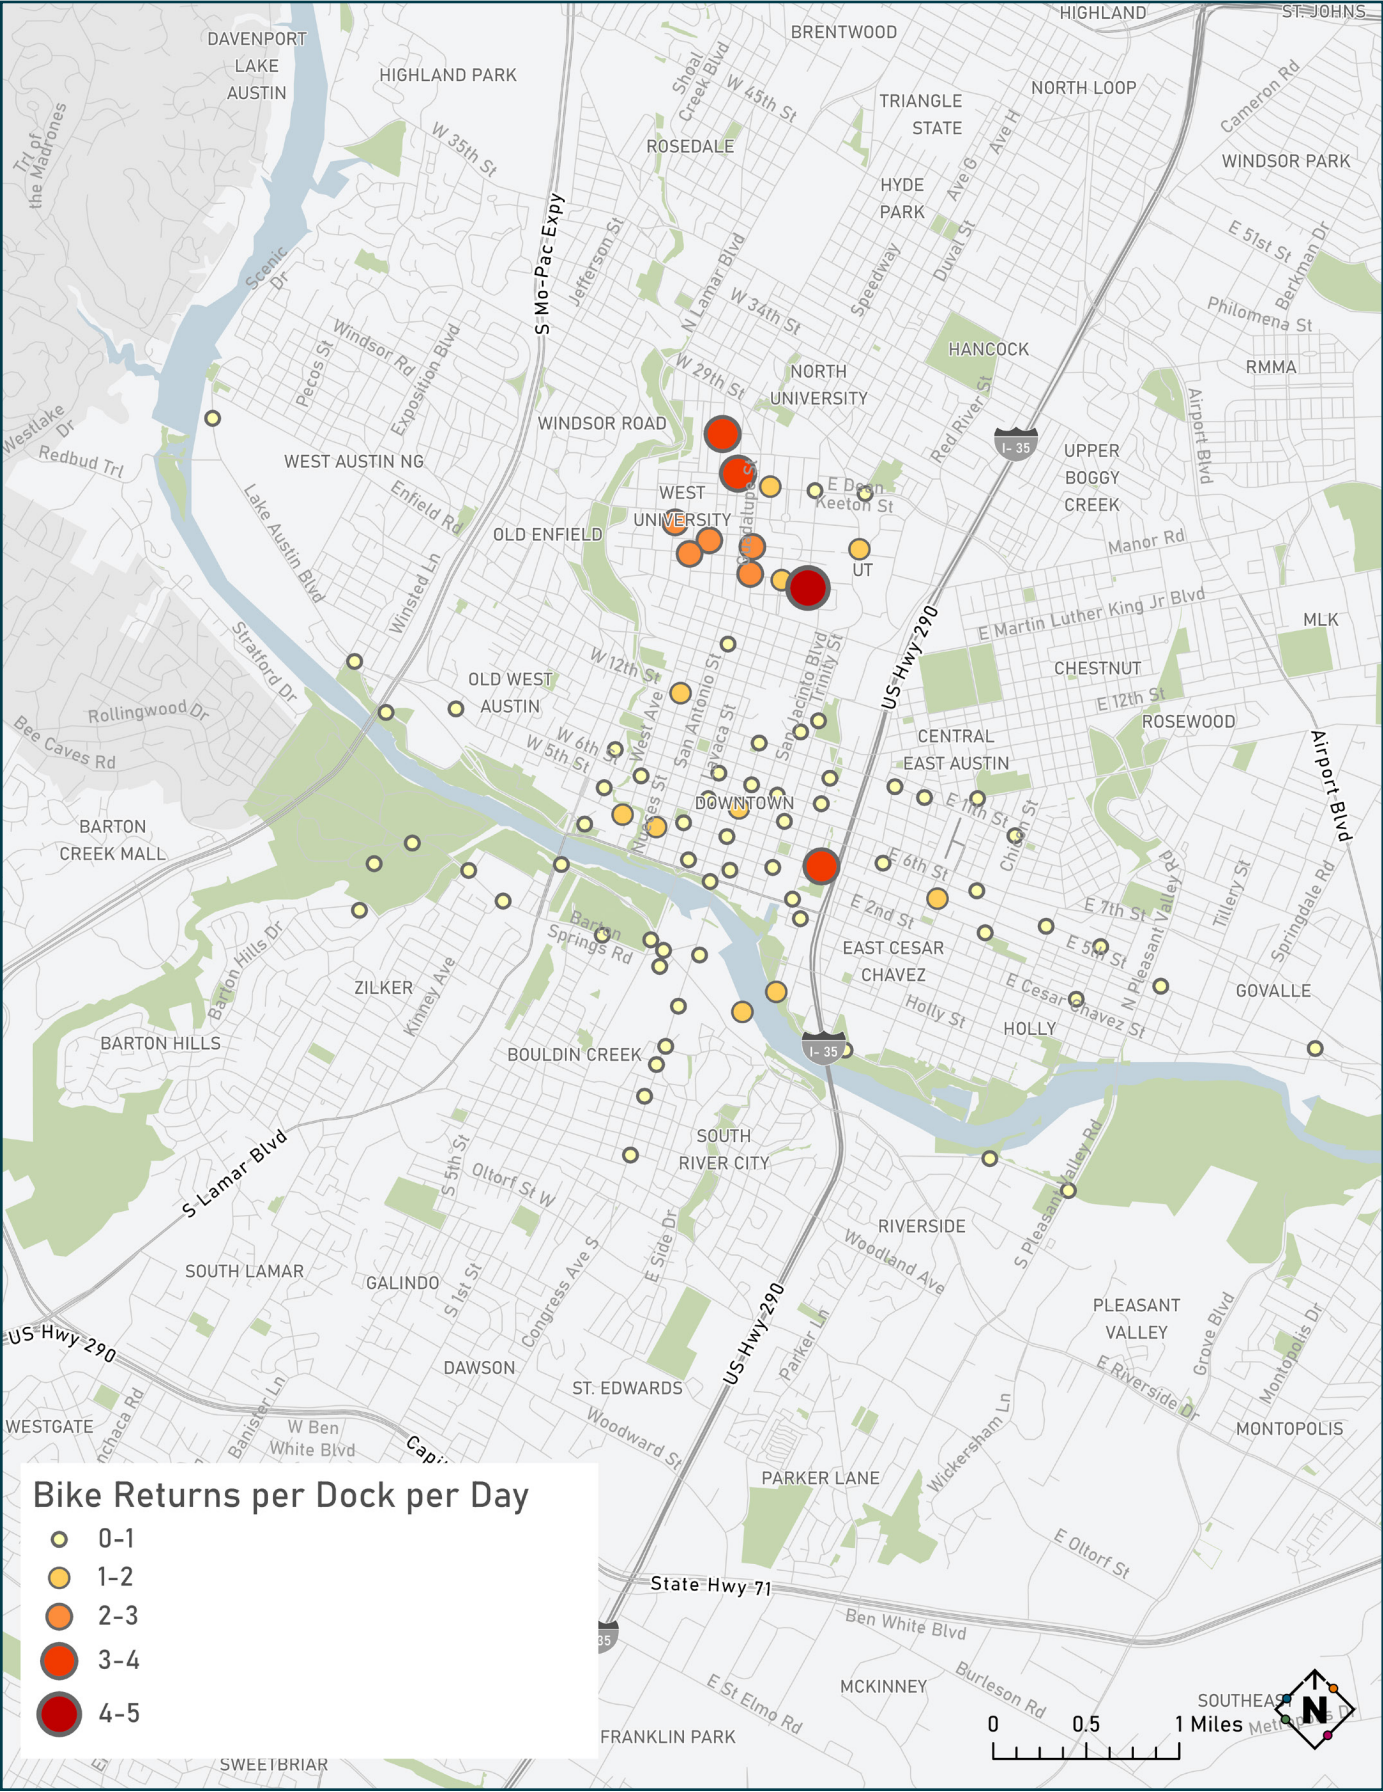 HIGHLAND
ST. JOHNS
DAVENPORT
LAKE
AUSTIN
BRENTWOOD
HIGHLAND PARK
Shoal
Creek Blvd
W 45th St
TRIANGLE
STATE
NORTH LOOP
Cameron Rd
Ave H
Trl of
the Madrones
W 35th St
ROSEDALE
WINDSOR PARK
HYDE
PARK
Ave G
S Mo-Pac Expy
Jefferson St
Scenic
Dr
N Lamar Blvd
Speedway
Duval St
E 51st St
Berkman Dr
W 34th St
Philomena St
Windsor Rd
Pecos St
Exposition Blvd
W 29th St
NORTH
UNIVERSITY
HANCOCK
RMMA
Red River St
Airport Blvd
Westlake
Dr
Redbud Trl
WINDSOR ROAD
I- 35
WEST AUSTIN NG
UPPER
BOGGY
CREEK
Lake Austin Blvd
Enfield Rd
OLD ENFIELD
WEST
UNIVERSITY
Guadalupe St
E Dean
Keeton St
UT
Manor Rd
Winsted Ln
E Martin Luther King Jr Blvd
MLK
Stratford Dr
US Hwy 290
W 12th St
San Antonio St
San Jacinto Blvd
Trinity St
CHESTNUT
OLD WEST
AUSTIN
E 12th St
ROSEWOOD
Rollingwood Dr
Bee Caves Rd
West Ave
W 6th St
W 5th St
Lavaca St
CENTRAL
EAST AUSTIN
Airport Blvd
DOWNTOWN
Nueces St
E 11th St
Chicon St
BARTON
CREEK MALL
E 6th St
N Pleasant Valley Rd
Tillery St
Springdale Rd
E 7th St
E 2nd St
E 5th St
Barton
Springs Rd
Barton Hills Dr
EAST CESAR
CHAVEZ
ZILKER
Kinney Ave
E Cesar Chavez St
GOVALLE
Holly St
HOLLY
BARTON HILLS
BOULDIN CREEK
I- 35
S Lamar Blvd
SOUTH
RIVER CITY
S 5th St
Oltorf St W
S Pleasant Valley Rd
E Side Dr
RIVERSIDE
Woodland Ave
SOUTH LAMAR
GALINDO
S 1st St
Congress Ave S
US Hwy 290
Parker Ln
PLEASANT
VALLEY
Grove Blvd
Montopolis Dr
US Hwy 290
DAWSON
ST. EDWARDS
E Riverside Dr
WESTGATE
nchaca Rd
Banister Ln
W Ben
White Blvd
Woodward St
Wickersham Ln
MONTOPOLIS
Capi
PARKER LANE
Bike Returns per Dock per Day
0-1
1-2
2-3
3-4
4-5
E Oltorf St
State Hwy 71
Ben White Blvd
35
MCKINNEY
Burleson Rd
E St Elmo Rd
SOUTHEAST
N
0 0.5 1 Miles
FRANKLIN PARK
SWEETBRIAR